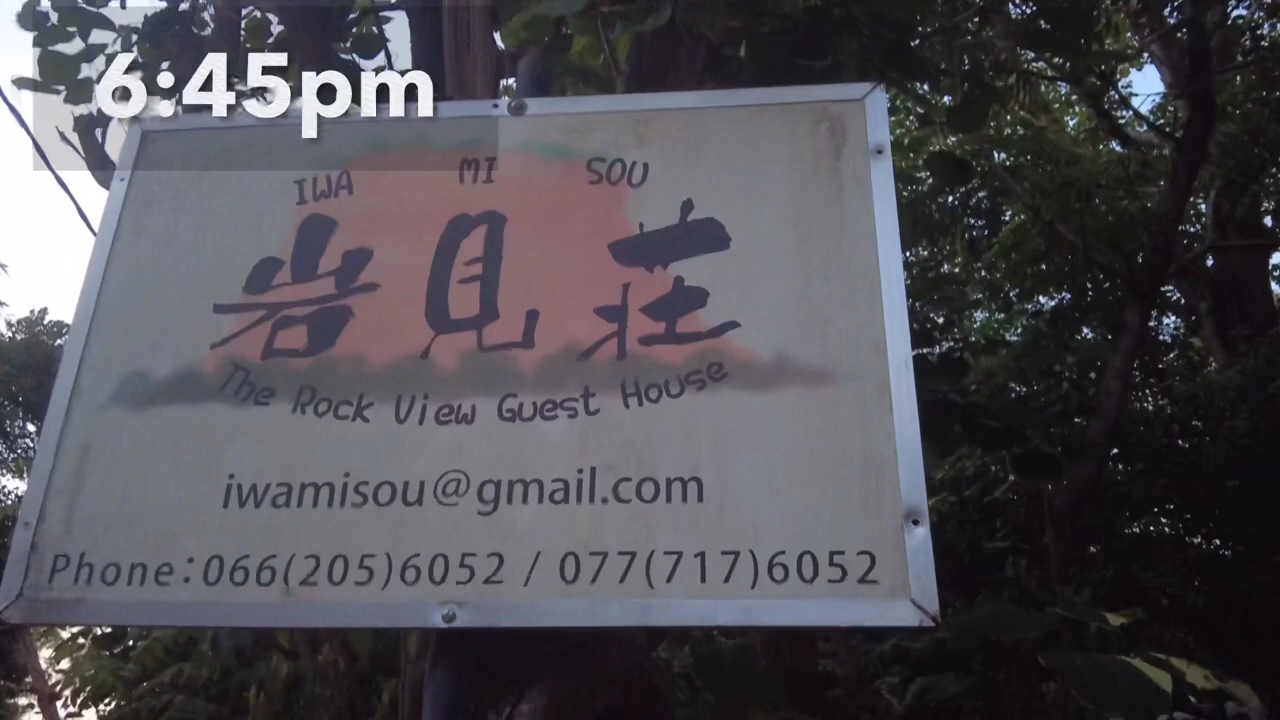 6:45pm
IWA MI SOU
岩見荘
The Rock View Guest House
iwamisou@gmail.com
Phone:066(205)6052 / 077(717)6052